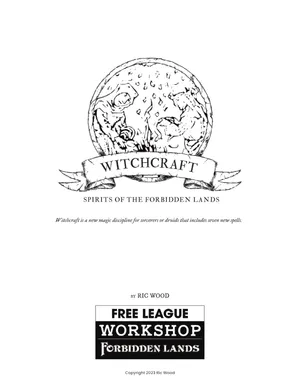 WITCHCRAFT
SPIRITS OF THE FORBIDDEN LANDS
Witchcraft is a new magic discipline for sorcerers or druids that includes seven new spells.
BY RIC WOOD
FREE LEAGUE
WORKSHOP
FORBIDDEN LANDS
Copyright 2023 Ric Wood